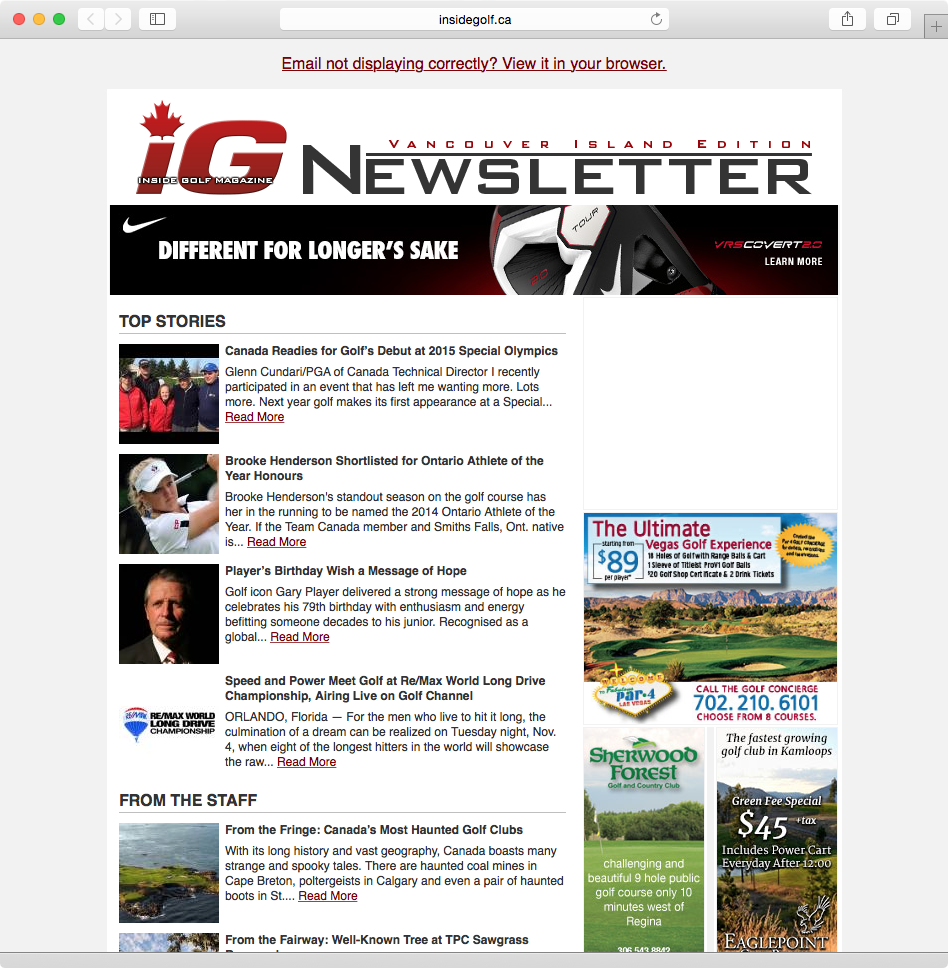 insidegolf.ca
Email not displaying correctly? View it in your browser.
iG
INSIDE GOLF MAGAZINE
VANCOUVER ISLAND EDITION
NEWSLETTER
DIFFERENT FOR LONGER'S SAKE
TOUR
2.0
VRS COVERT 2.0
LEARN MORE
TOP STORIES
Canada Readies for Golf's Debut at 2015 Special Olympics
Glenn Cundari/PGA of Canada Technical Director I recently
participated in an event that has left me wanting more. Lots
more. Next year golf makes its first appearance at a Special...
Read More
Brooke Henderson Shortlisted for Ontario Athlete of the
Year Honours
Brooke Henderson's standout season on the golf course has
her in the running to be named the 2014 Ontario Athlete of the
Year. If the Team Canada member and Smiths Falls, Ont. native
is... Read More
Player's Birthday Wish a Message of Hope
Golf icon Gary Player delivered a strong message of hope as he
celebrates his 79th birthday with enthusiasm and energy
befitting someone decades to his junior. Recognised as a
global... Read More
RE/MAX WORLD
LONG DRIVE
CHAMPIONSHIP
Speed and Power Meet Golf at Re/Max World Long Drive
Championship, Airing Live on Golf Channel
ORLANDO, Florida — For the men who live to hit it long, the
culmination of a dream can be realized on Tuesday night, Nov.
4, when eight of the longest hitters in the world will showcase
the raw... Read More
FROM THE STAFF
From the Fringe: Canada's Most Haunted Golf Clubs
With its long history and vast geography, Canada boasts many
strange and spooky tales. There are haunted coal mines in
Cape Breton, poltergeists in Calgary and even a pair of haunted
boots in St.... Read More
From the Fairway: Well-Known Tree at TPC Sawgrass
The Ultimate
Vegas Golf Experience
starting from
$89
per player*
18 Holes of Golf with Range Balls & Cart
1 Sleeve of Titleist ProV1 Golf Balls
$20 Golf Shop Certificate & 2 Drink Tickets
WELCOME
To Fabulous
PAR-4
LAS VEGAS
CALL THE GOLF CONCIERGE
702.210.6101
CHOOSE FROM 8 COURSES.
SHERWOOD
FOREST
Golf and Country Club
challenging and
beautiful 9 hole public
golf course only 10
minutes west of
Regina
306.543.8842
The fastest growing
golf club in Kamloops
Green Fee Special
$45 +tax
Includes Power Cart
Everyday After 12:00
EAGLEPOINT